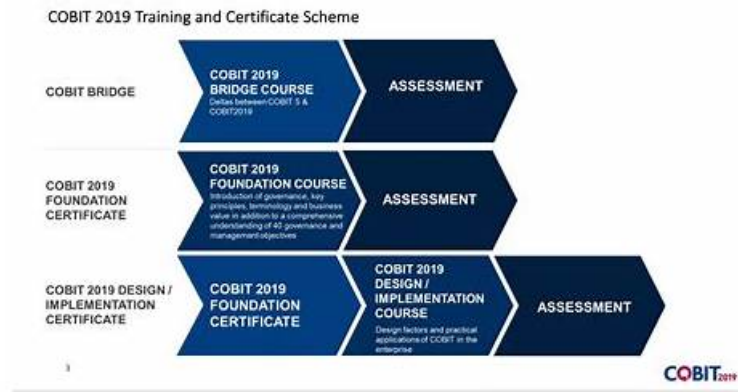 COBIT 2019 Training and Certificate Scheme
COBIT BRIDGE
COBIT 2019
BRIDGE COURSE
Deltas between COBIT 5 &
COBIT2019
ASSESSMENT
COBIT 2019
FOUNDATION
CERTIFICATE
COBIT 2019
FOUNDATION COURSE
Introduction of governance, key
principles, terminology and business
value in addition to a comprehensive
understanding of 40 governance and
management objectives
ASSESSMENT
COBIT 2019 DESIGN /
IMPLEMENTATION
CERTIFICATE
COBIT 2019
FOUNDATION
CERTIFICATE
COBIT 2019
DESIGN /
IMPLEMENTATION
COURSE
Design factors and practical
applications of COBIT in the
enterprise
ASSESSMENT
3
COBIT 2019